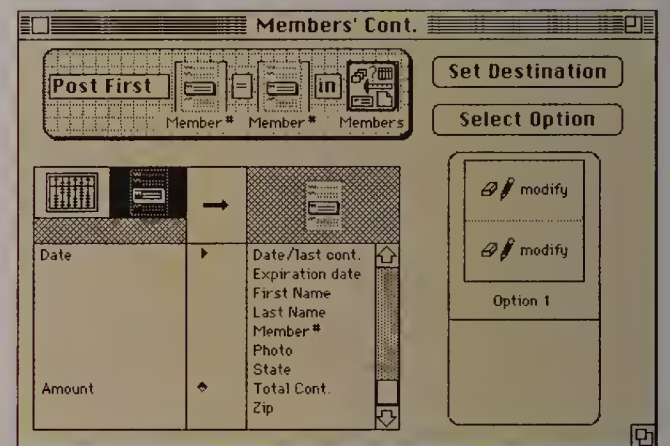 Members' Cont.
Post First = in
Member # Member # Members
Set Destination
Select Option
modify
modify
Option 1
Date Date/last cont.
Expiration date
First Name
Last Name
Member #
Photo
State
Amount Total Cont.
Zip